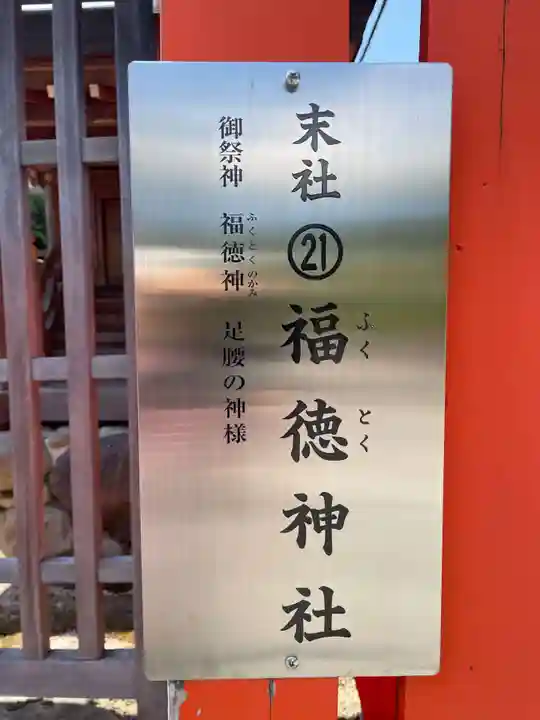 末社 ㉑ 福徳神社
ふくとく
御祭神 福徳神 足腰の神様
ふくとくのかみ